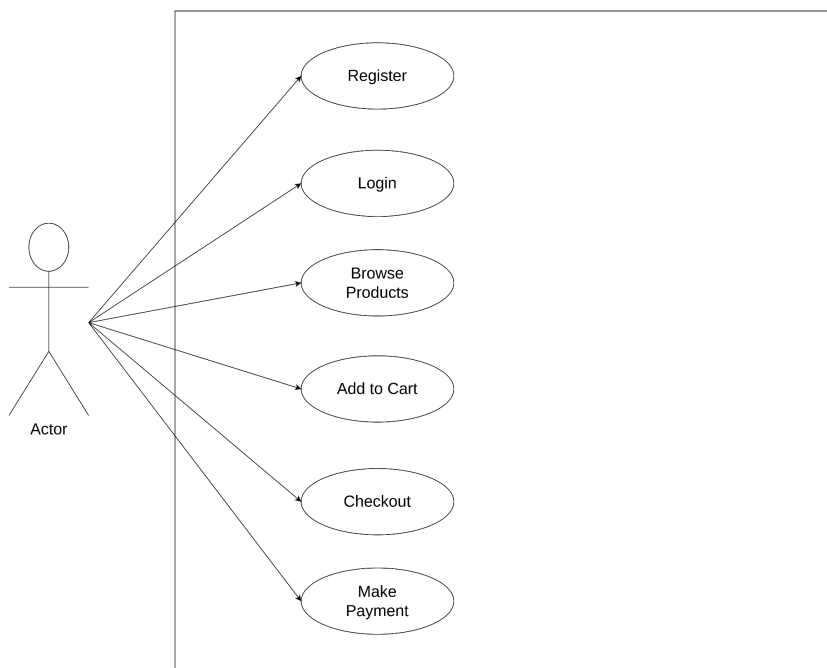 Register
Login
Browse
Products
Add to Cart
Actor
Checkout
Make
Payment